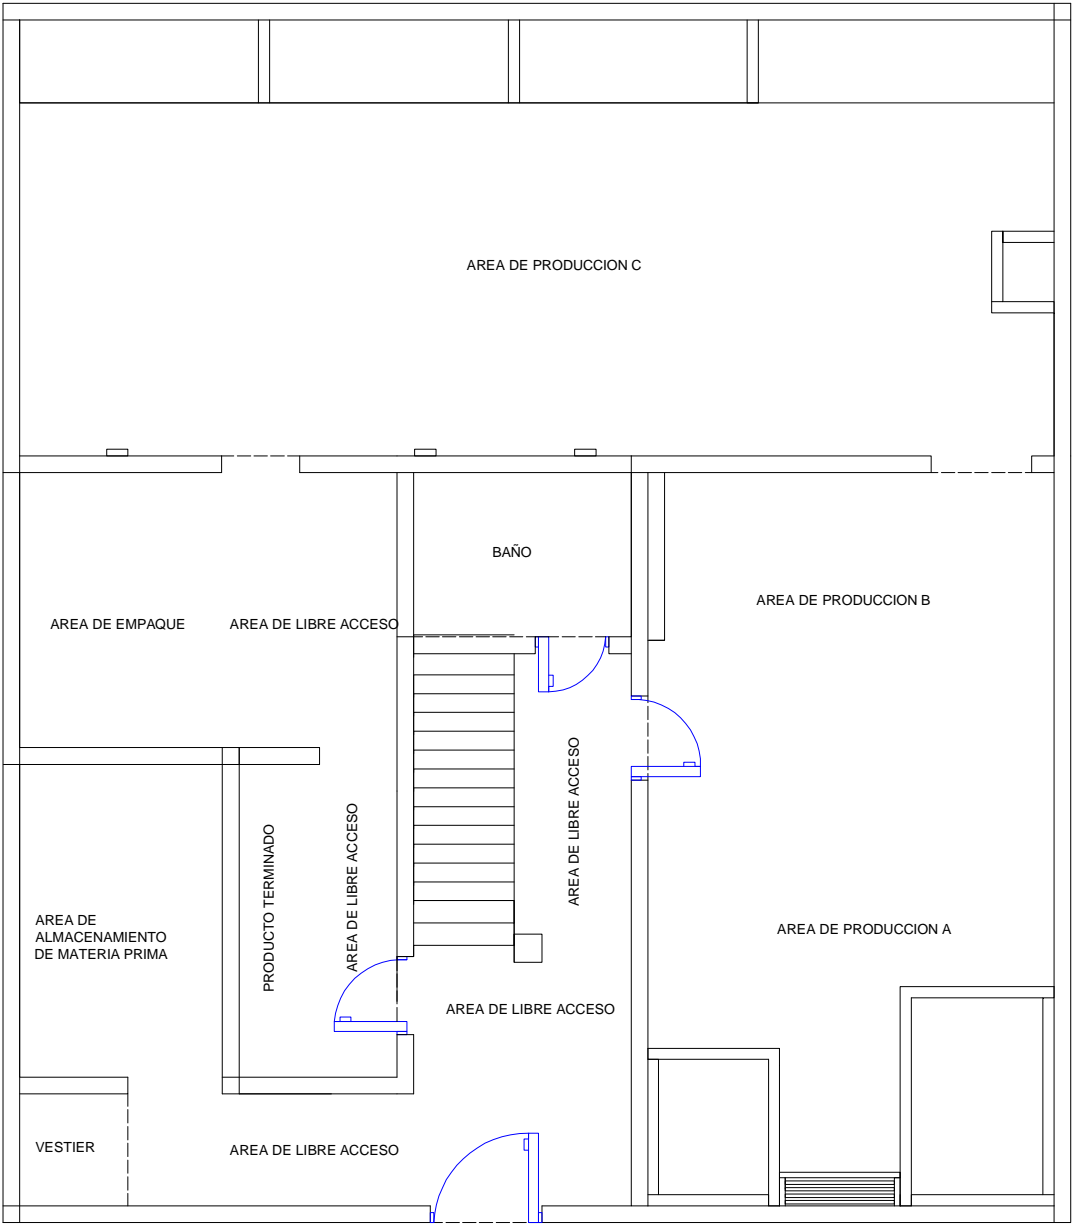 AREA DE PRODUCCION C
BAÑO
AREA DE PRODUCCION B
AREA DE EMPAQUE
AREA DE LIBRE ACCESO
AREA DE LIBRE ACCESO
AREA DE LIBRE ACCESO
PRODUCTO TERMINADO
AREA DE
ALMACENAMIENTO
DE MATERIA PRIMA
AREA DE PRODUCCION A
AREA DE LIBRE ACCESO
VESTIER
AREA DE LIBRE ACCESO